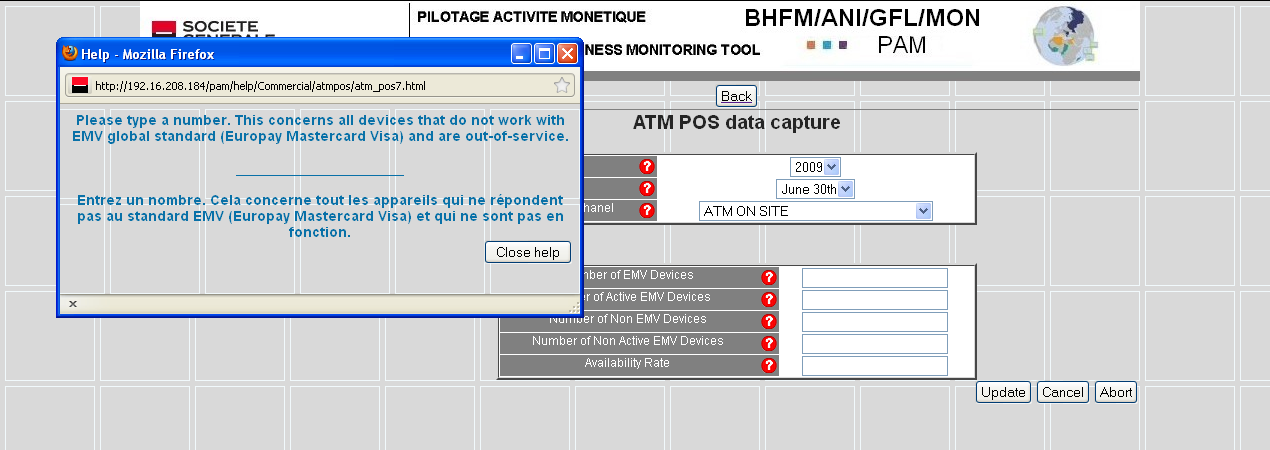 SOCIETE
GENERALE
PILOTAGE ACTIVITE MONETIQUE
NESS MONITORING TOOL
BHFM/ANI/GFL/MON
PAM
Help - Mozilla Firefox
http://192.16.208.184/pam/help/Commercial/atmpos/atm_pos7.html
Please type a number. This concerns all devices that do not work with
EMV global standard (Europay Mastercard Visa) and are out-of-service.
Entrez un nombre. Cela concerne tout les appareils qui ne répondent
pas au standard EMV (Europay Mastercard Visa) et qui ne sont pas en
fonction.
Close help
x
Back
ATM POS data capture
? 2009
? June 30th
hanel ? ATM ON SITE
ber of EMV Devices ?
er of Active EMV Devices ?
Number of Non EMV Devices ?
Number of Non Active EMV Devices ?
Availability Rate ?
Update Cancel Abort